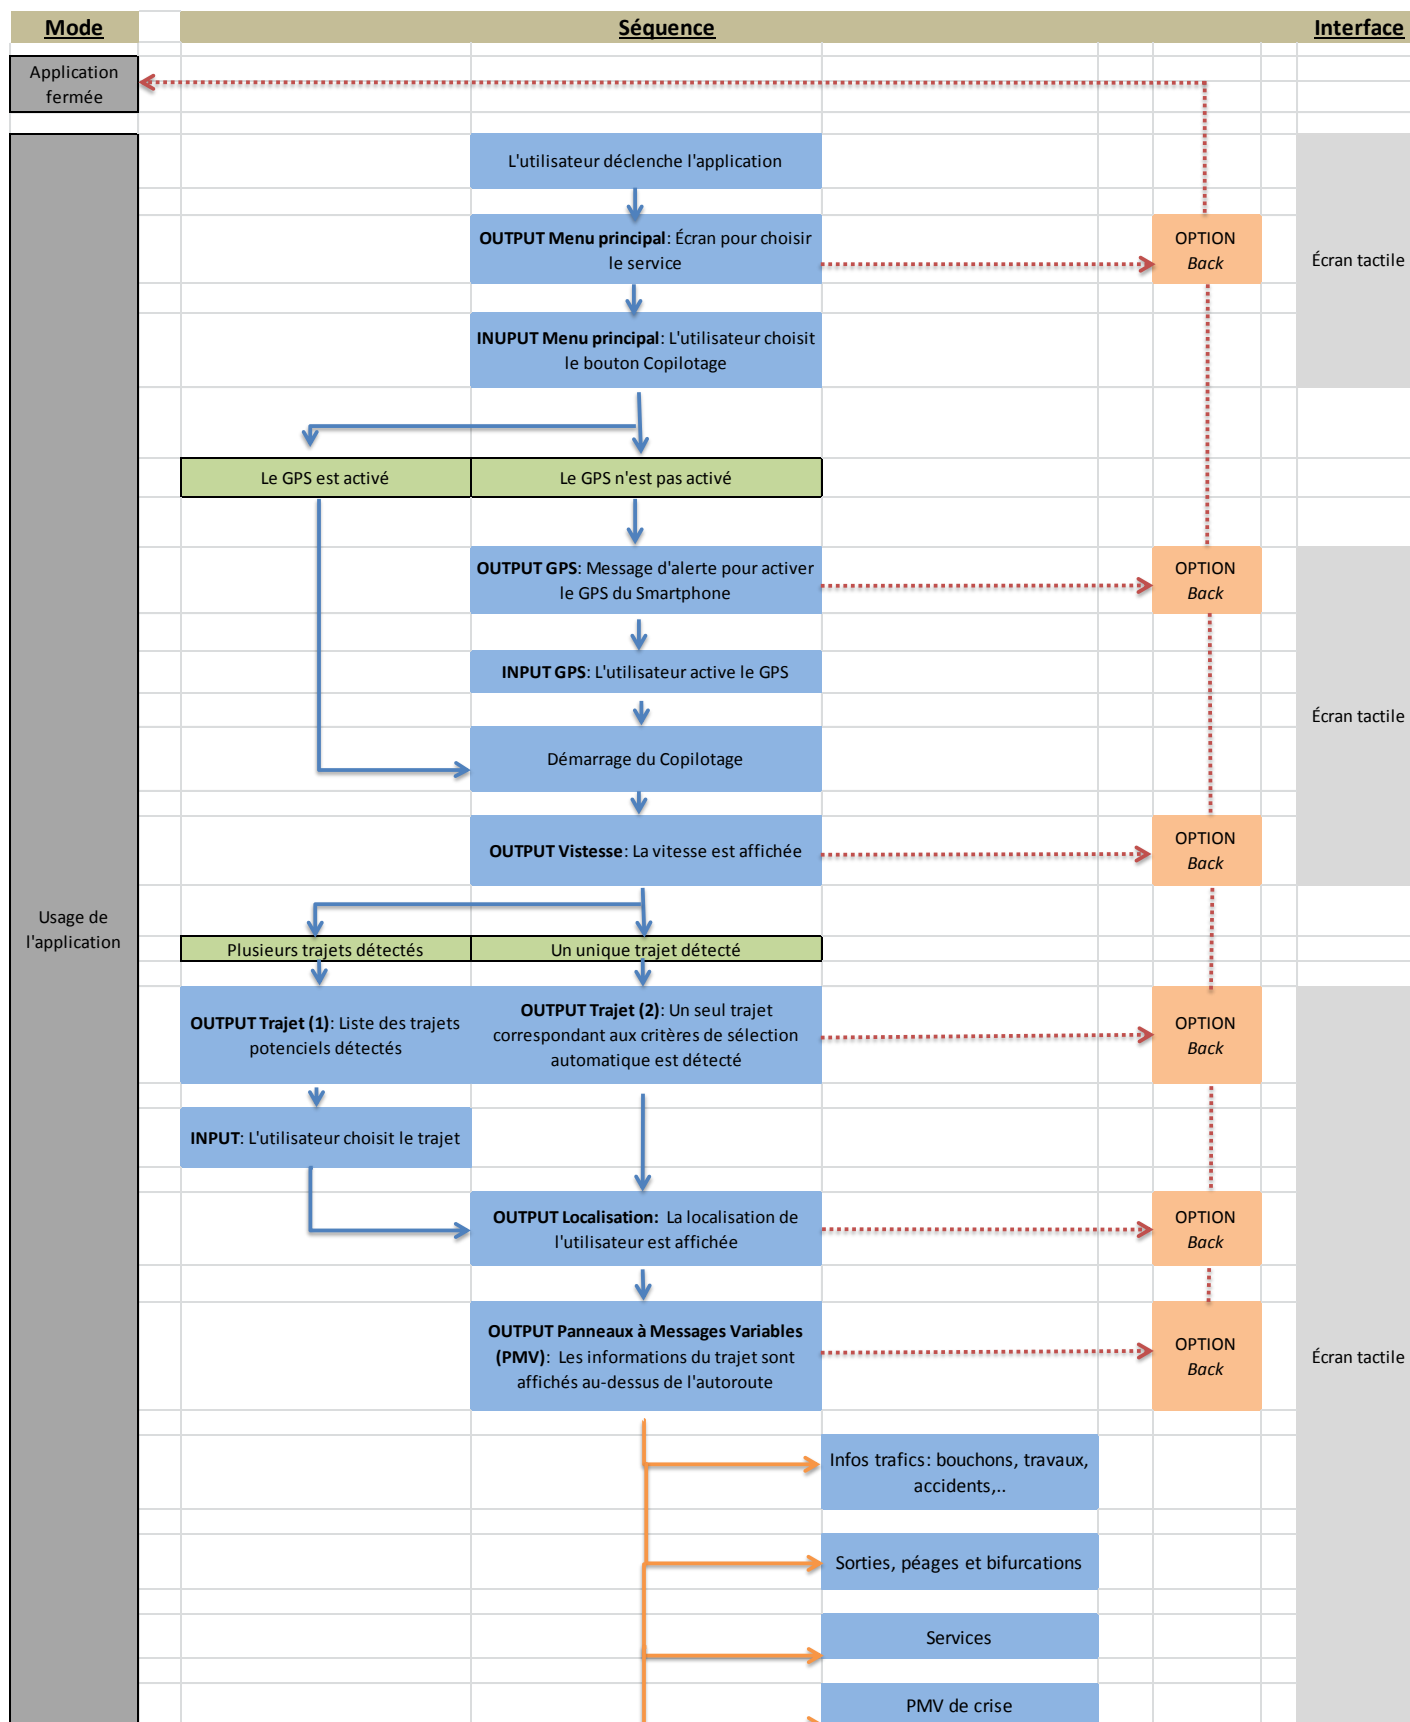 Mode
Séquence
Interface
Application
fermée
L'utilisateur déclenche l'application
OUTPUT Menu principal: Écran pour choisir
le service
OPTION
Back
Écran tactile
INUPUT Menu principal: L'utilisateur choisit
le bouton Copilotage
Le GPS est activé
Le GPS n'est pas activé
OUTPUT GPS: Message d'alerte pour activer
le GPS du Smartphone
OPTION
Back
INPUT GPS: L'utilisateur active le GPS
Écran tactile
Démarrage du Copilotage
OUTPUT Vistesse: La vitesse est affichée
OPTION
Back
Usage de
l'application
Plusieurs trajets détectés
Un unique trajet détecté
OUTPUT Trajet (1): Liste des trajets
potenciels détectés
OUTPUT Trajet (2): Un seul trajet
correspondant aux critères de sélection
automatique est détecté
OPTION
Back
INPUT: L'utilisateur choisit le trajet
OUTPUT Localisation: La localisation de
l'utilisateur est affichée
OPTION
Back
OUTPUT Panneaux à Messages Variables
(PMV): Les informations du trajet sont
affichés au-dessus de l'autoroute
OPTION
Back
Écran tactile
Infos trafics: bouchons, travaux,
accidents,..
Sorties, péages et bifurcations
Services
PMV de crise